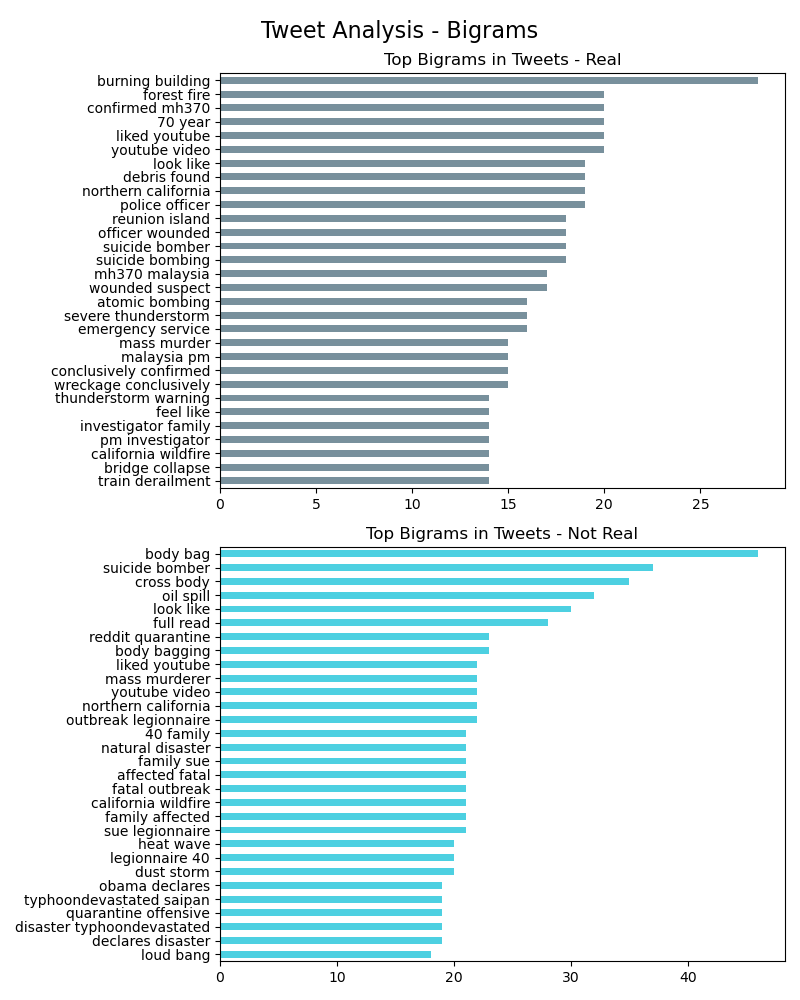 Tweet Analysis - Bigrams
Top Bigrams in Tweets - Real
burning building
forest fire
confirmed mh370
70 year
liked youtube
youtube video
look like
debris found
northern california
police officer
reunion island
officer wounded
suicide bomber
suicide bombing
mh370 malaysia
wounded suspect
atomic bombing
severe thunderstorm
emergency service
mass murder
malaysia pm
conclusively confirmed
wreckage conclusively
thunderstorm warning
feel like
investigator family
pm investigator
california wildfire
bridge collapse
train derailment
0 5 10 15 20 25
Top Bigrams in Tweets - Not Real
body bag
suicide bomber
cross body
oil spill
look like
full read
reddit quarantine
body bagging
liked youtube
mass murderer
youtube video
northern california
outbreak legionnaire
40 family
natural disaster
family sue
affected fatal
fatal outbreak
california wildfire
family affected
sue legionnaire
heat wave
legionnaire 40
dust storm
obama declares
typhoondevastated saipan
quarantine offensive
disaster typhoondevastated
declares disaster
loud bang
0 10 20 30 40